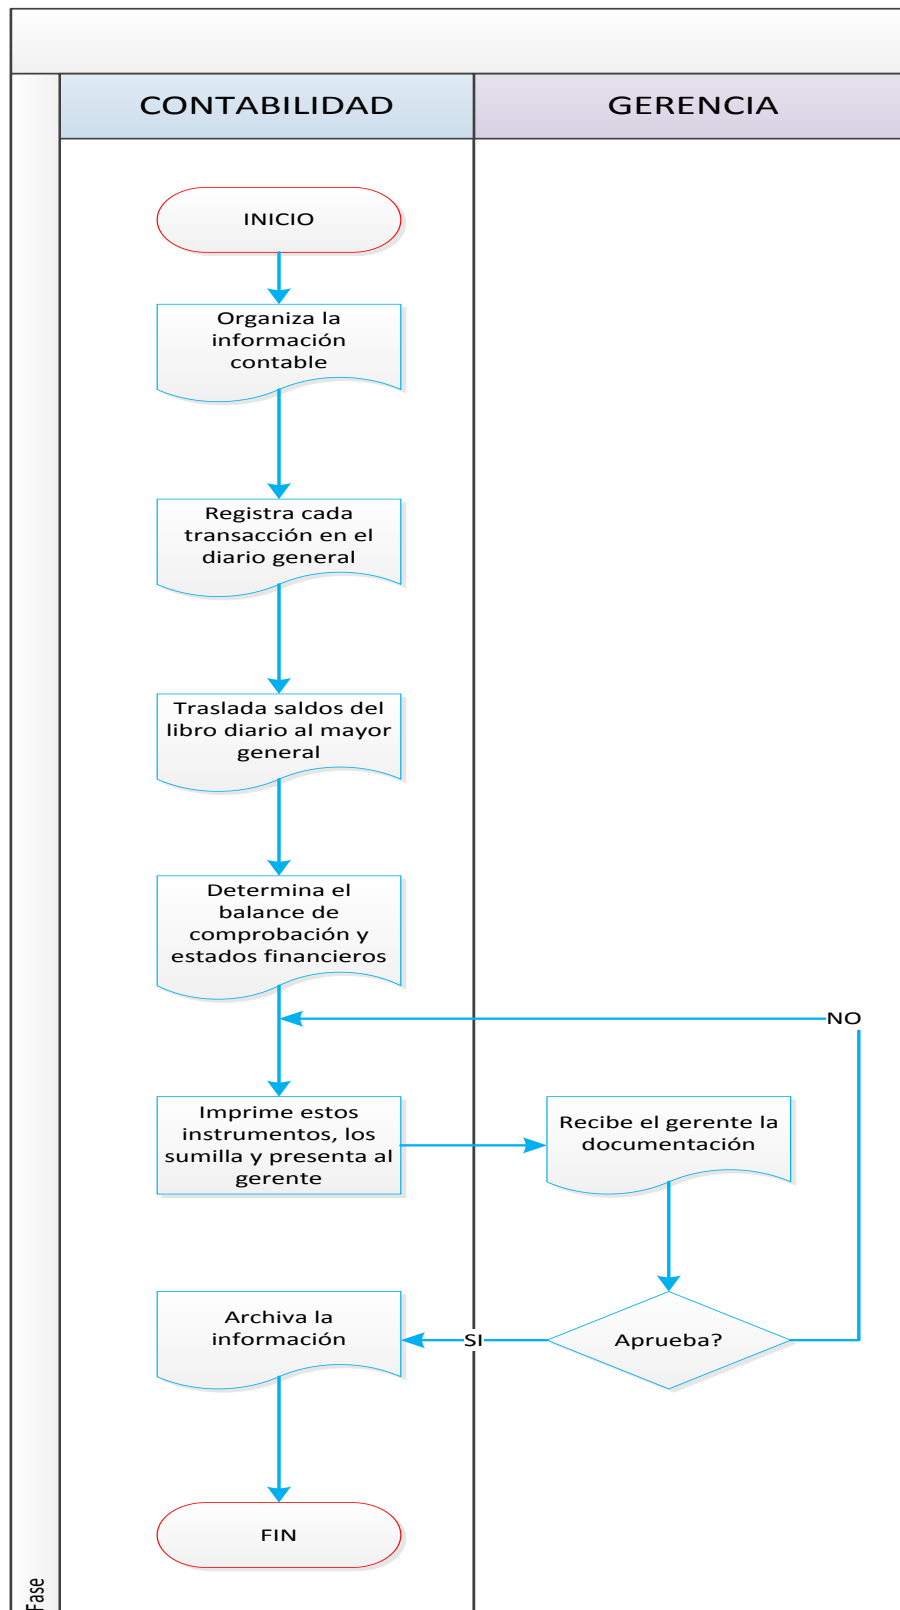 CONTABILIDAD
GERENCIA
INICIO
Organiza la
información
contable
Registra cada
transacción en el
diario general
Traslada saldos del
libro diario al mayor
general
Determina el
balance de
comprobación y
estados financieros
NO
Imprime estos
instrumentos, los
sumilla y presenta al
gerente
Recibe el gerente la
documentación
Archiva la
información
SI
Aprueba?
FIN
Fase